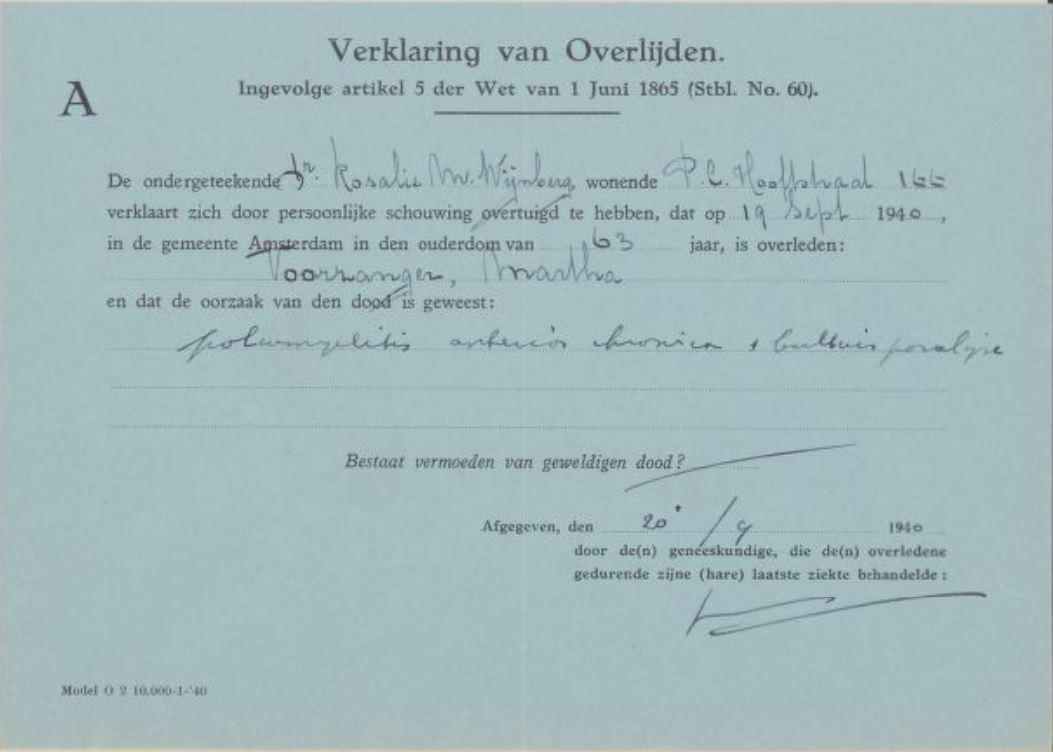 Verklaring van Overlijden.
A
Ingevolge artikel 5 der Wet van 1 Juni 1865 (Stbl. No. 60).
De ondergeteekende Dr. Rosalie M. Wijnberg, wonende P.C. Hooftstraat 166
verklaart zich door persoonlijke schouwing overtuigd te hebben, dat op 19 Sept 1940,
in de gemeente Amsterdam in den ouderdom van 63 jaar, is overleden:
Voorzanger, Martha
en dat de oorzaak van den dood is geweest:
poliomyelitis anterior chronica + bulbair paralyse
Bestaat vermoeden van geweldigen dood?
Afgegeven, den 20/9 1940
door de(n) geneeskundige, die de(n) overledene
gedurende zijne (hare) laatste ziekte behandelde:
Model O 2 10.000-1-'40